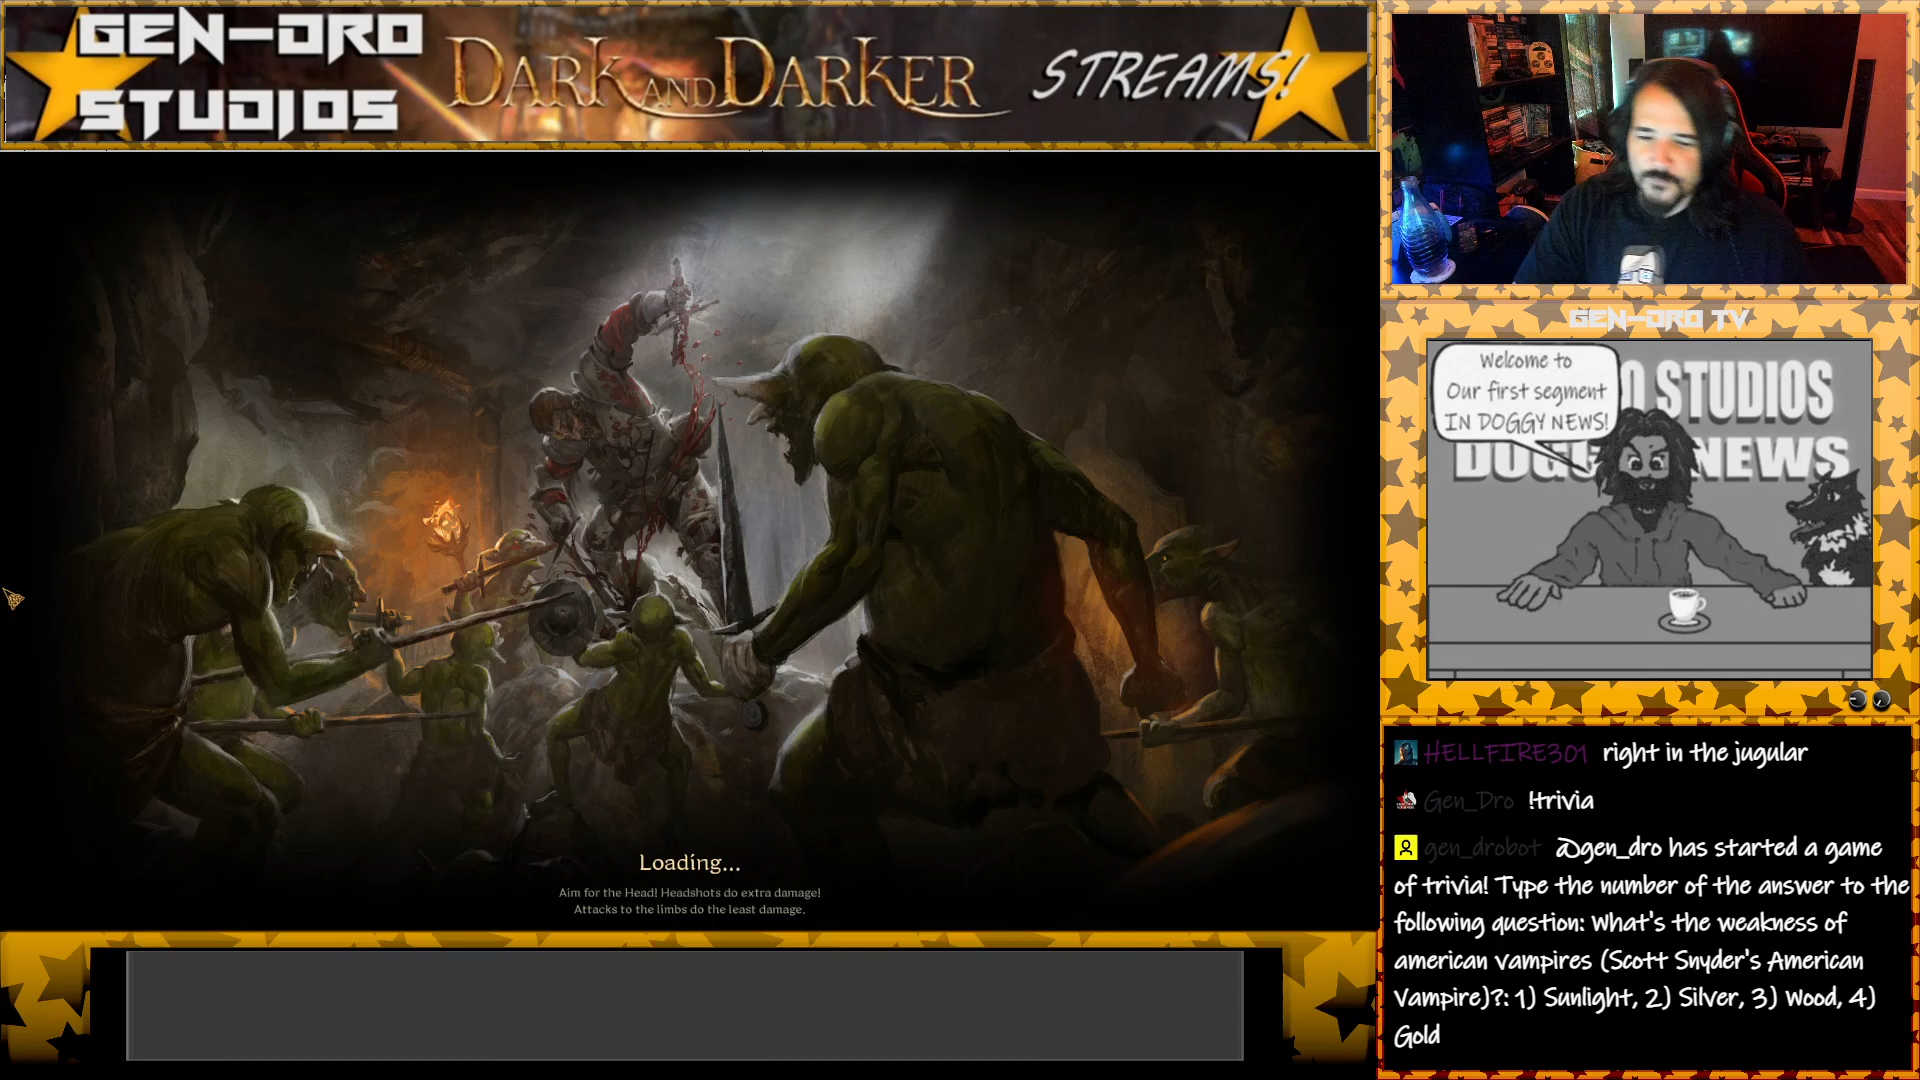 GEN-DRO
STUDIOS
DARK AND DARKER
STREAMS!
GEN-DRO TV
Welcome to
Our first segment
IN DOGGY NEWS!
O STUDIOS
DOGG NEWS
Loading...
Aim for the Head! Headshots do extra damage!
Attacks to the limbs do the least damage.
HELLFIRE301 right in the jugular
Gen_Dro !trivia
gen_drobot @gen_dro has started a game
of trivia! Type the number of the answer to the
following question: What's the weakness of
american vampires (Scott Snyder's American
Vampire)?: 1) Sunlight, 2) Silver, 3) Wood, 4)
Gold